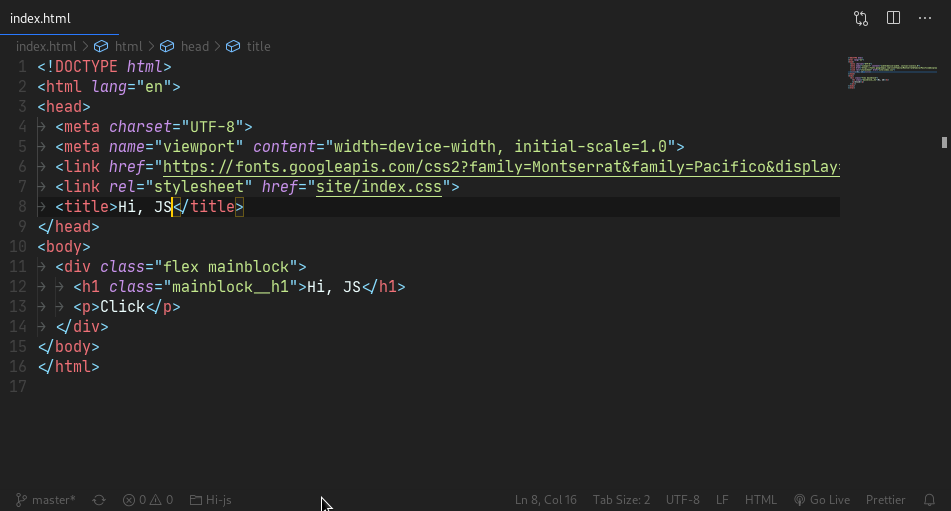 index.html
index.html > html > head > title
1 <!DOCTYPE html>
2 <html lang="en">
3 <head>
4 <meta charset="UTF-8">
5 <meta name="viewport" content="width=device-width, initial-scale=1.0">
6 <link href="https://fonts.googleapis.com/css2?family=Montserrat&family=Pacifico&display=
7 <link rel="stylesheet" href="site/index.css">
8 <title>Hi, JS</title>
9 </head>
10 <body>
11 <div class="flex mainblock">
12 <h1 class="mainblock__h1">Hi, JS</h1>
13 <p>Click</p>
14 </div>
15 </body>
16 </html>
17
master* 0 0 Hi-js Ln 8, Col 16 Tab Size: 2 UTF-8 LF HTML Go Live Prettier